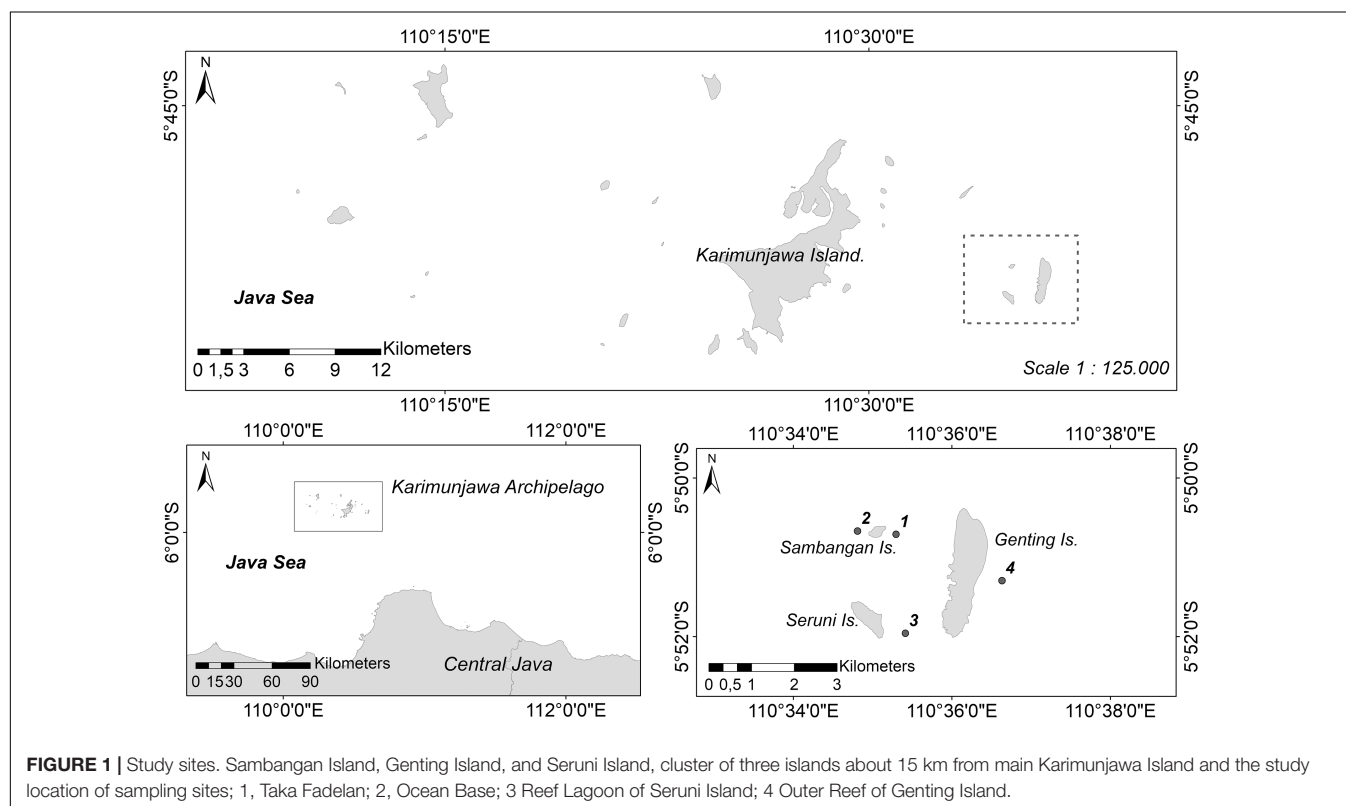 110°15'0"E 110°30'0"E
N
5°45'0"S 5°45'0"S
Karimunjawa Island.
Java Sea
Kilometers
0 1,5 3 6 9 12
Scale 1 : 125.000
110°15'0"E 110°30'0"E
110°0'0"E 112°0'0"E
N
Karimunjawa Archipelago
6°0'0"S 6°0'0"S
Java Sea
Kilometers
0 15 30 60 90
Central Java
110°0'0"E 112°0'0"E
110°34'0"E 110°36'0"E 110°38'0"E
N
5°50'0"S 5°50'0"S
2 1
Sambangan Is.
Genting Is.
4
Seruni Is.
3
5°52'0"S 5°52'0"S
Kilometers
0 0,5 1 2 3
110°34'0"E 110°36'0"E 110°38'0"E
FIGURE 1 | Study sites. Sambangan Island, Genting Island, and Seruni Island, cluster of three islands about 15 km from main Karimunjawa Island and the study
location of sampling sites; 1, Taka Fadelan; 2, Ocean Base; 3 Reef Lagoon of Seruni Island; 4 Outer Reef of Genting Island.